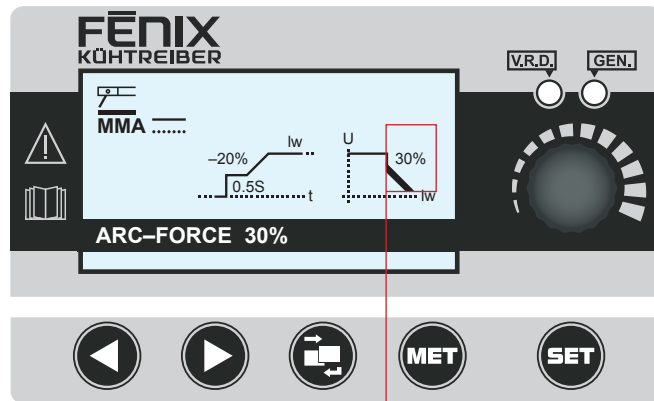 FĒNIX
KÜHTREIBER
V.R.D. GEN.
MMA
–20% Iw U 30%
0.5S t Iw
ARC–FORCE 30%
MET SET